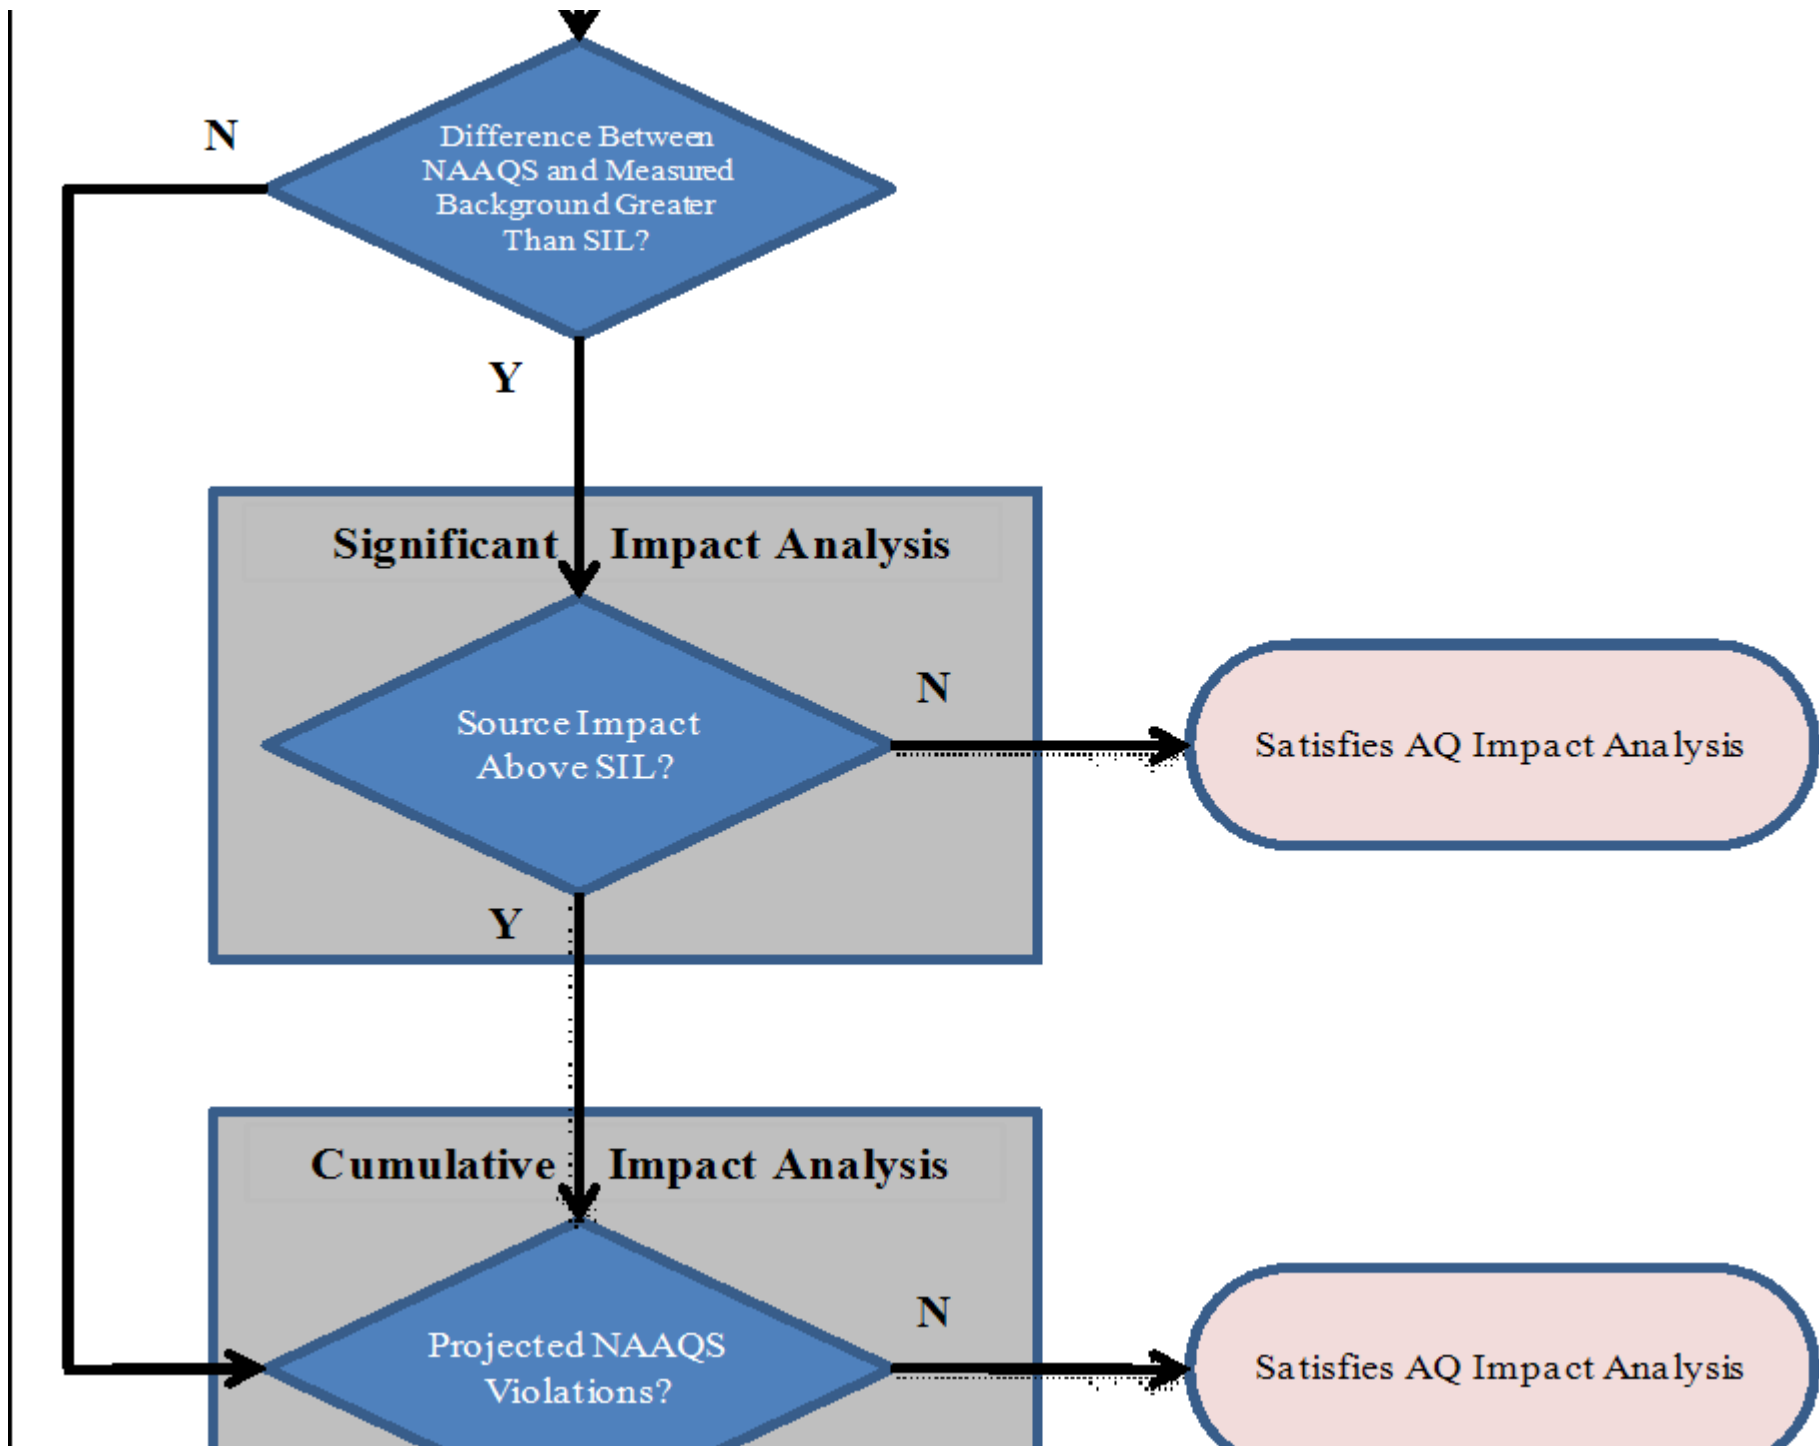 N
Difference Between
NAAQS and Measured
Background Greater
Than SIL?
Y
Significant Impact Analysis
N
Source Impact
Above SIL?
Satisfies AQ Impact Analysis
Y
Cumulative Impact Analysis
N
Projected NAAQS
Violations?
Satisfies AQ Impact Analysis